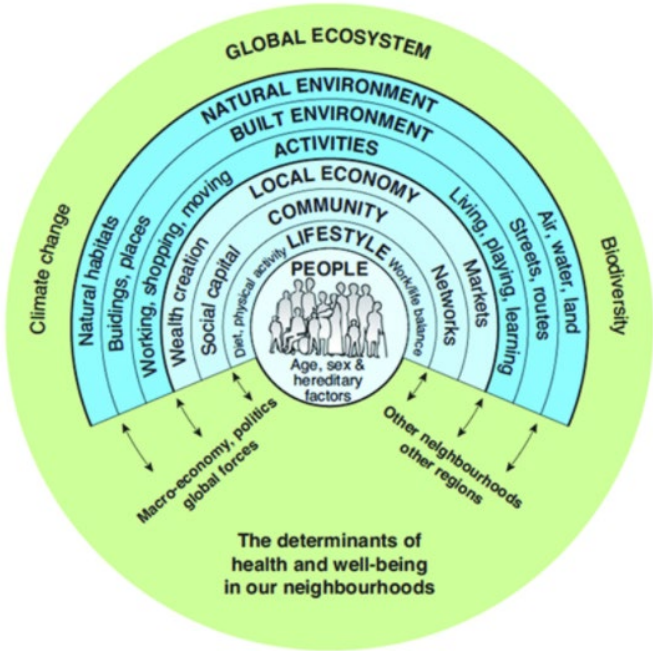 GLOBAL ECOSYSTEM
NATURAL ENVIRONMENT
BUILT ENVIRONMENT
ACTIVITIES
LOCAL ECONOMY
COMMUNITY
LIFESTYLE
PEOPLE
Age, sex &
hereditary
factors
Climate change
Natural habitats
Buidings, places
Working, shopping, moving
Wealth creation
Social capital
Diet, physical activity
Work/life balance
Networks
Markets
Living, playing, learning
Streets, routes
Air, water, land
Biodiversity
Macro-economy, politics
global forces
Other neighbourhoods
other regions
The determinants of
health and well-being
in our neighbourhoods